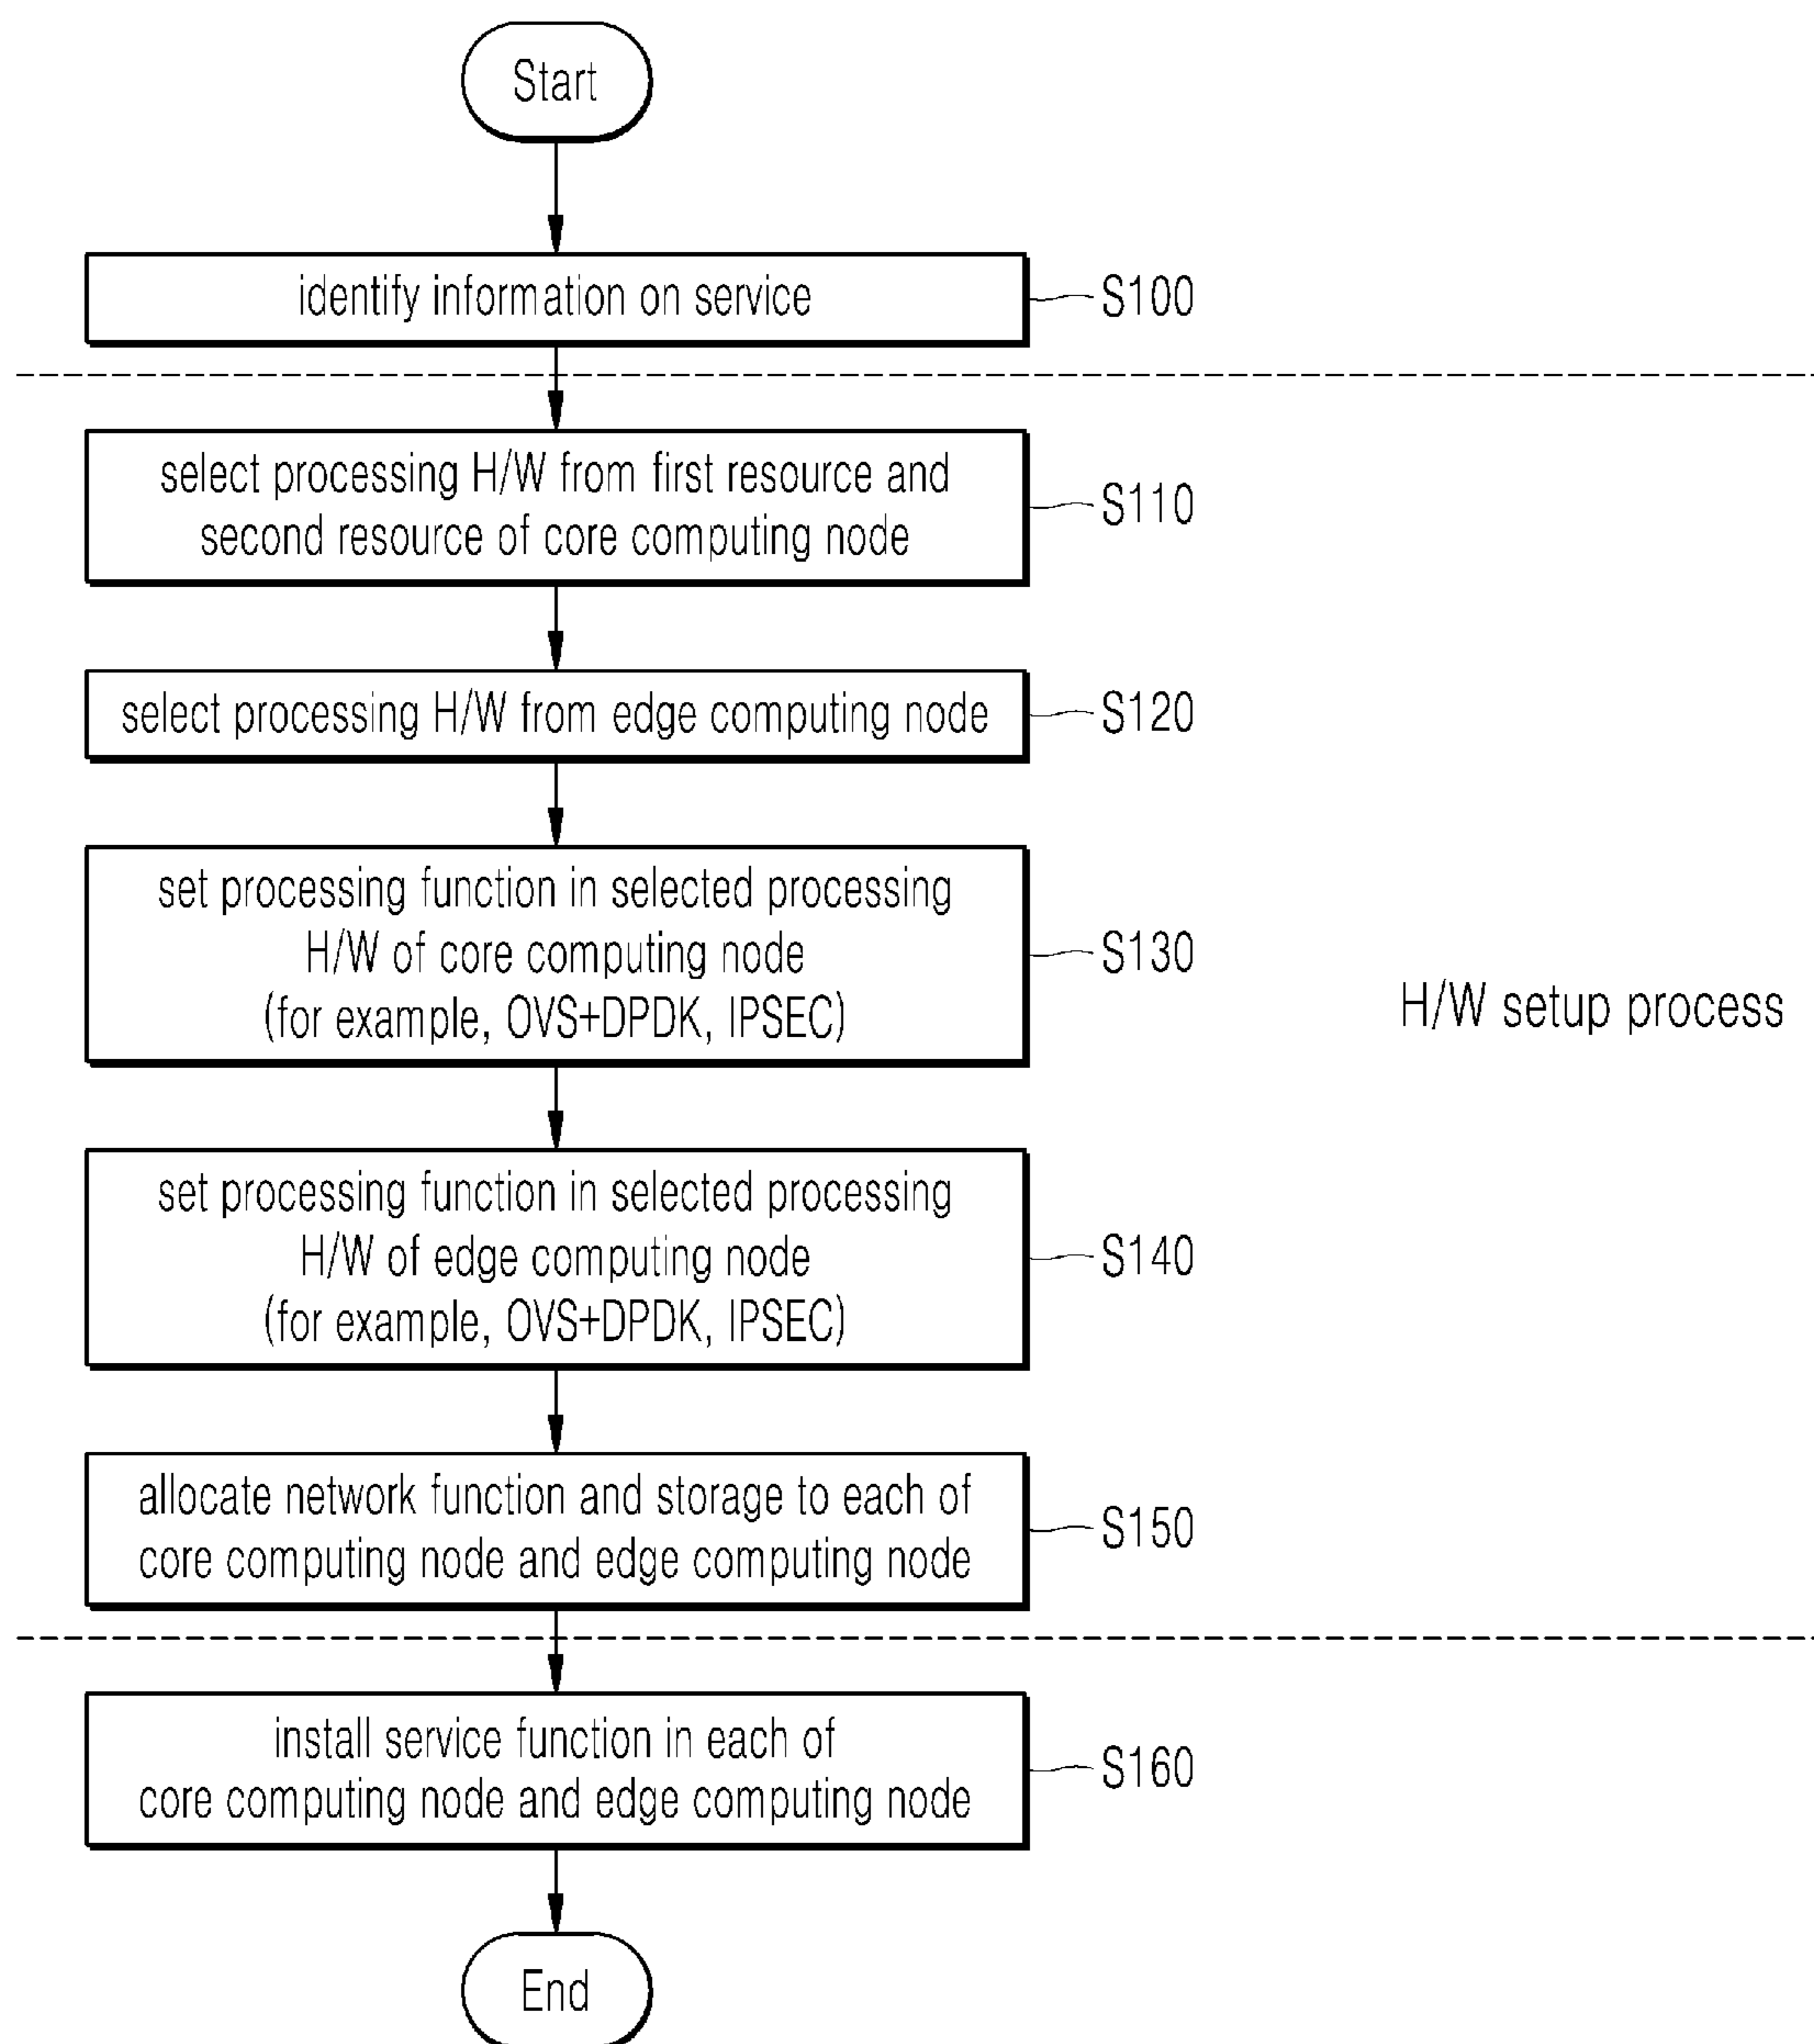 Start
identify information on service
S100
select processing H/W from first resource and
second resource of core computing node
S110
select processing H/W from edge computing node
S120
set processing function in selected processing
H/W of core computing node
(for example, OVS+DPDK, IPSEC)
S130
H/W setup process
set processing function in selected processing
H/W of edge computing node
(for example, OVS+DPDK, IPSEC)
S140
allocate network function and storage to each of
core computing node and edge computing node
S150
install service function in each of
core computing node and edge computing node
S160
End